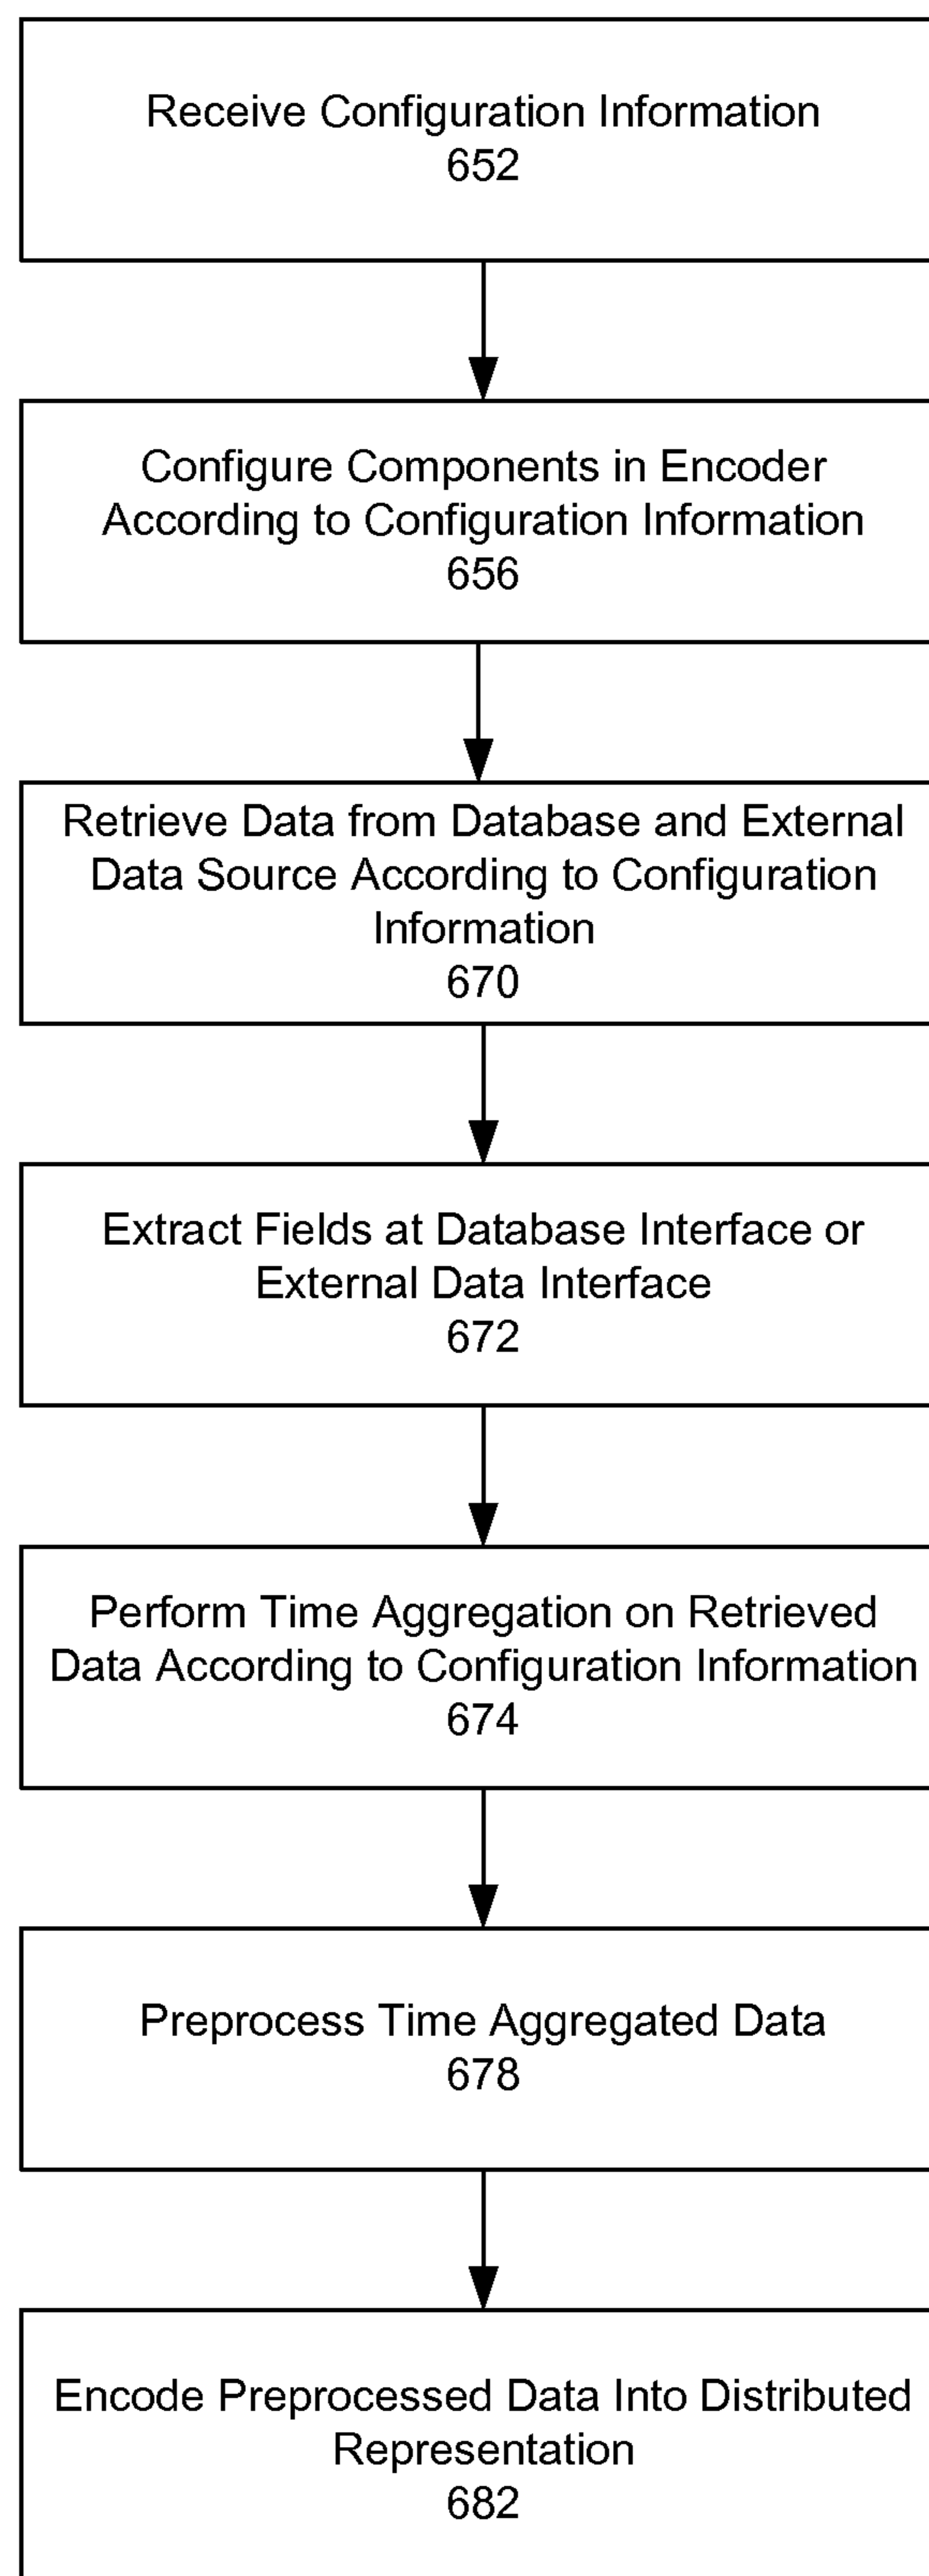 Receive Configuration Information
652
Configure Components in Encoder
According to Configuration Information
656
Retrieve Data from Database and External
Data Source According to Configuration
Information
670
Extract Fields at Database Interface or
External Data Interface
672
Perform Time Aggregation on Retrieved
Data According to Configuration Information
674
Preprocess Time Aggregated Data
678
Encode Preprocessed Data Into Distributed
Representation
682